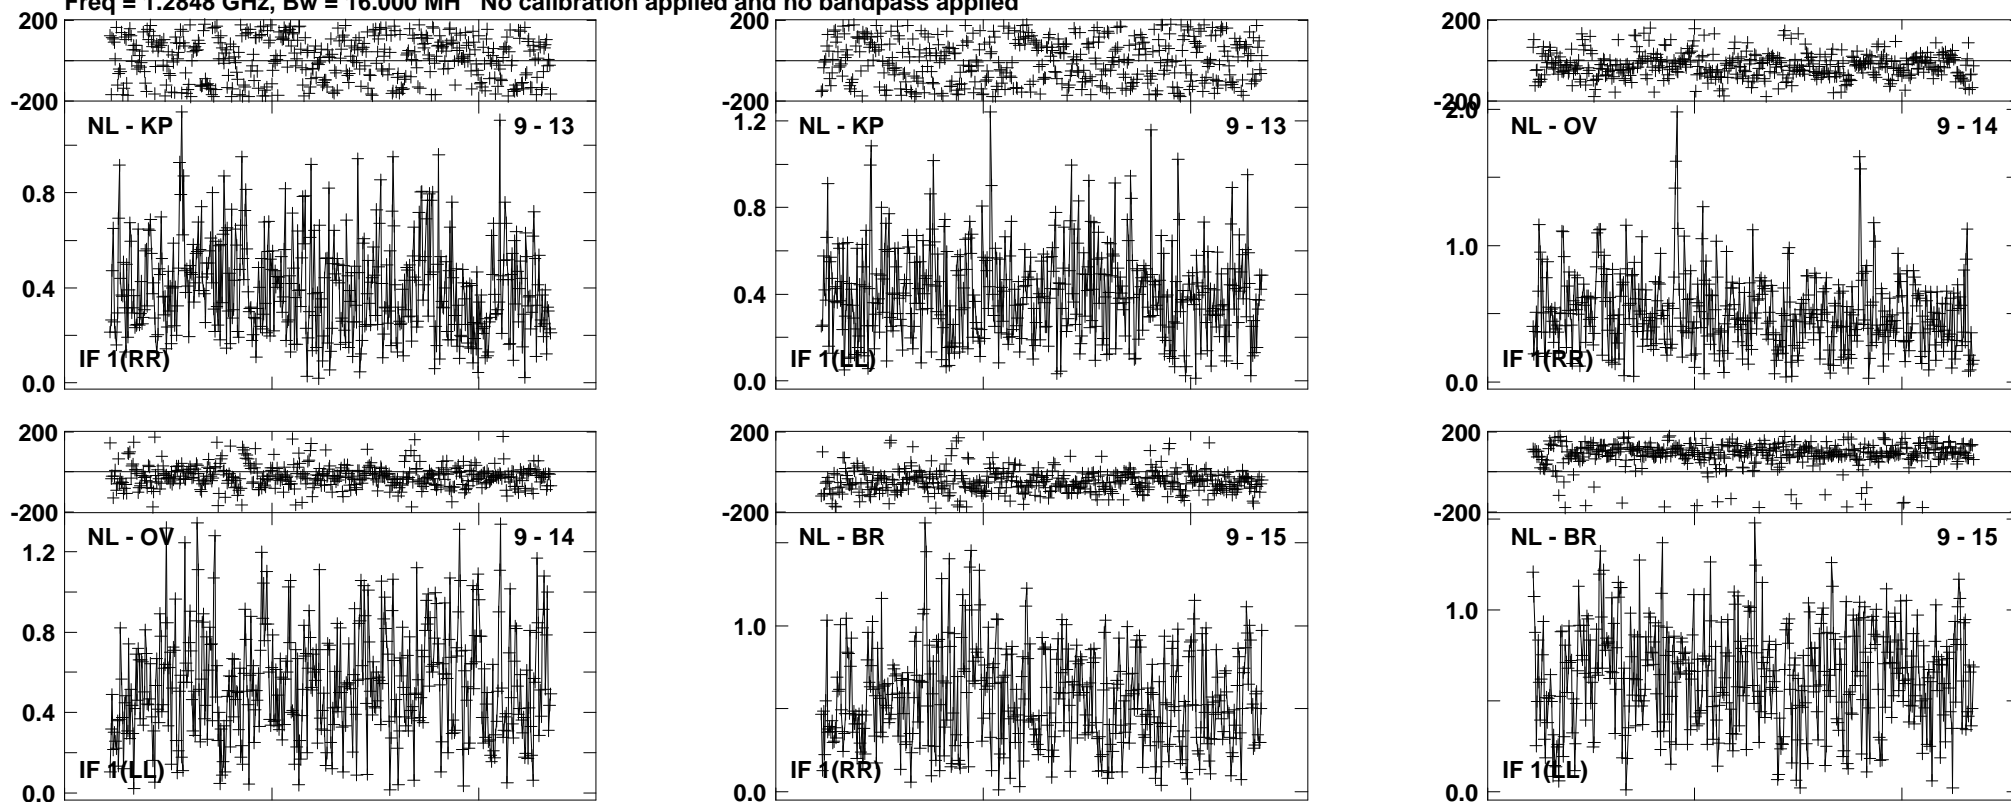 Freq = 1.2848 GHz, Bw = 16.000 MH   No calibration applied and no bandpass applied
200
-200
NL - KP
9 - 13
0.8
0.4
IF 1(RR)
0.0
200
-200
1.2
NL - KP
9 - 13
0.8
0.4
IF 1(LL)
0.0
200
-200
2.0
NL - OV
9 - 14
1.0
IF 1(RR)
0.0
200
-200
NL - OV
9 - 14
1.2
0.8
0.4
IF 1(LL)
0.0
200
-200
NL - BR
9 - 15
1.0
IF 1(RR)
0.0
200
-200
NL - BR
9 - 15
1.0
IF 1(LL)
0.0